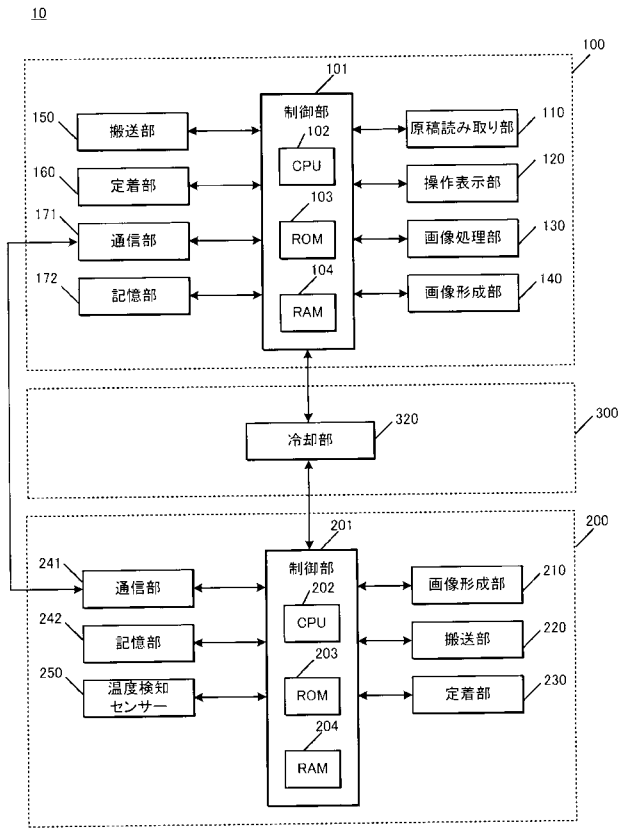 10
100
101
制御部
102
CPU
103
ROM
104
RAM
150
搬送部
160
定着部
171
通信部
172
記憶部
原稿読み取り部
110
操作表示部
120
画像処理部
130
画像形成部
140
冷却部
320
300
200
201
制御部
202
CPU
203
ROM
204
RAM
241
通信部
242
記憶部
250
温度検知
センサー
画像形成部
210
搬送部
220
定着部
230